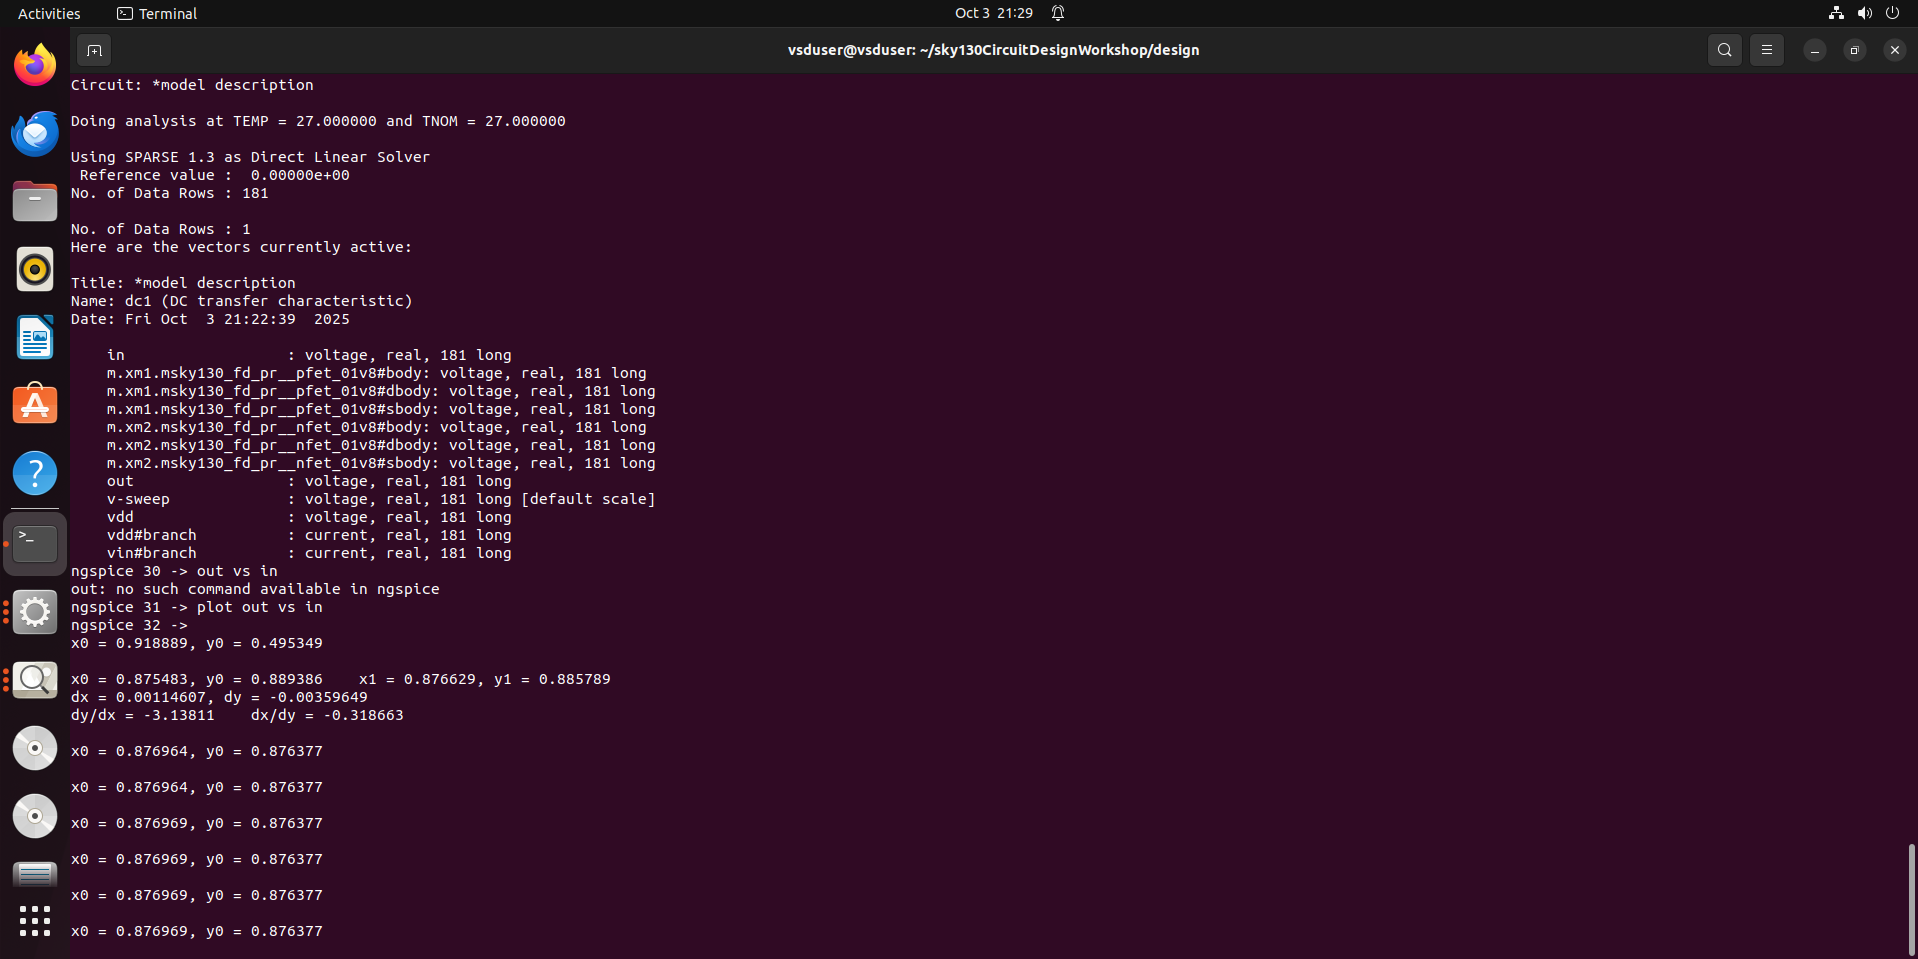 Activities
Terminal
Oct 3 21:29
vsduser@vsduser: ~/sky130CircuitDesignWorkshop/design
Circuit: *model description
Doing analysis at TEMP = 27.000000 and TNOM = 27.000000
Using SPARSE 1.3 as Direct Linear Solver
Reference value :  0.00000e+00
No. of Data Rows : 181
No. of Data Rows : 1
Here are the vectors currently active:
Title: *model description
Name: dc1 (DC transfer characteristic)
Date: Fri Oct  3 21:22:39  2025
in                  : voltage, real, 181 long
m.xm1.msky130_fd_pr__pfet_01v8#body: voltage, real, 181 long
m.xm1.msky130_fd_pr__pfet_01v8#dbody: voltage, real, 181 long
m.xm1.msky130_fd_pr__pfet_01v8#sbody: voltage, real, 181 long
m.xm2.msky130_fd_pr__nfet_01v8#body: voltage, real, 181 long
m.xm2.msky130_fd_pr__nfet_01v8#dbody: voltage, real, 181 long
m.xm2.msky130_fd_pr__nfet_01v8#sbody: voltage, real, 181 long
out                 : voltage, real, 181 long
v-sweep             : voltage, real, 181 long [default scale]
vdd                 : voltage, real, 181 long
vdd#branch          : current, real, 181 long
vin#branch          : current, real, 181 long
ngspice 30 -> out vs in
out: no such command available in ngspice
ngspice 31 -> plot out vs in
ngspice 32 ->
x0 = 0.918889, y0 = 0.495349
x0 = 0.875483, y0 = 0.889386    x1 = 0.876629, y1 = 0.885789
dx = 0.00114607, dy = -0.00359649
dy/dx = -3.13811    dx/dy = -0.318663
x0 = 0.876964, y0 = 0.876377
x0 = 0.876964, y0 = 0.876377
x0 = 0.876969, y0 = 0.876377
x0 = 0.876969, y0 = 0.876377
x0 = 0.876969, y0 = 0.876377
x0 = 0.876969, y0 = 0.876377